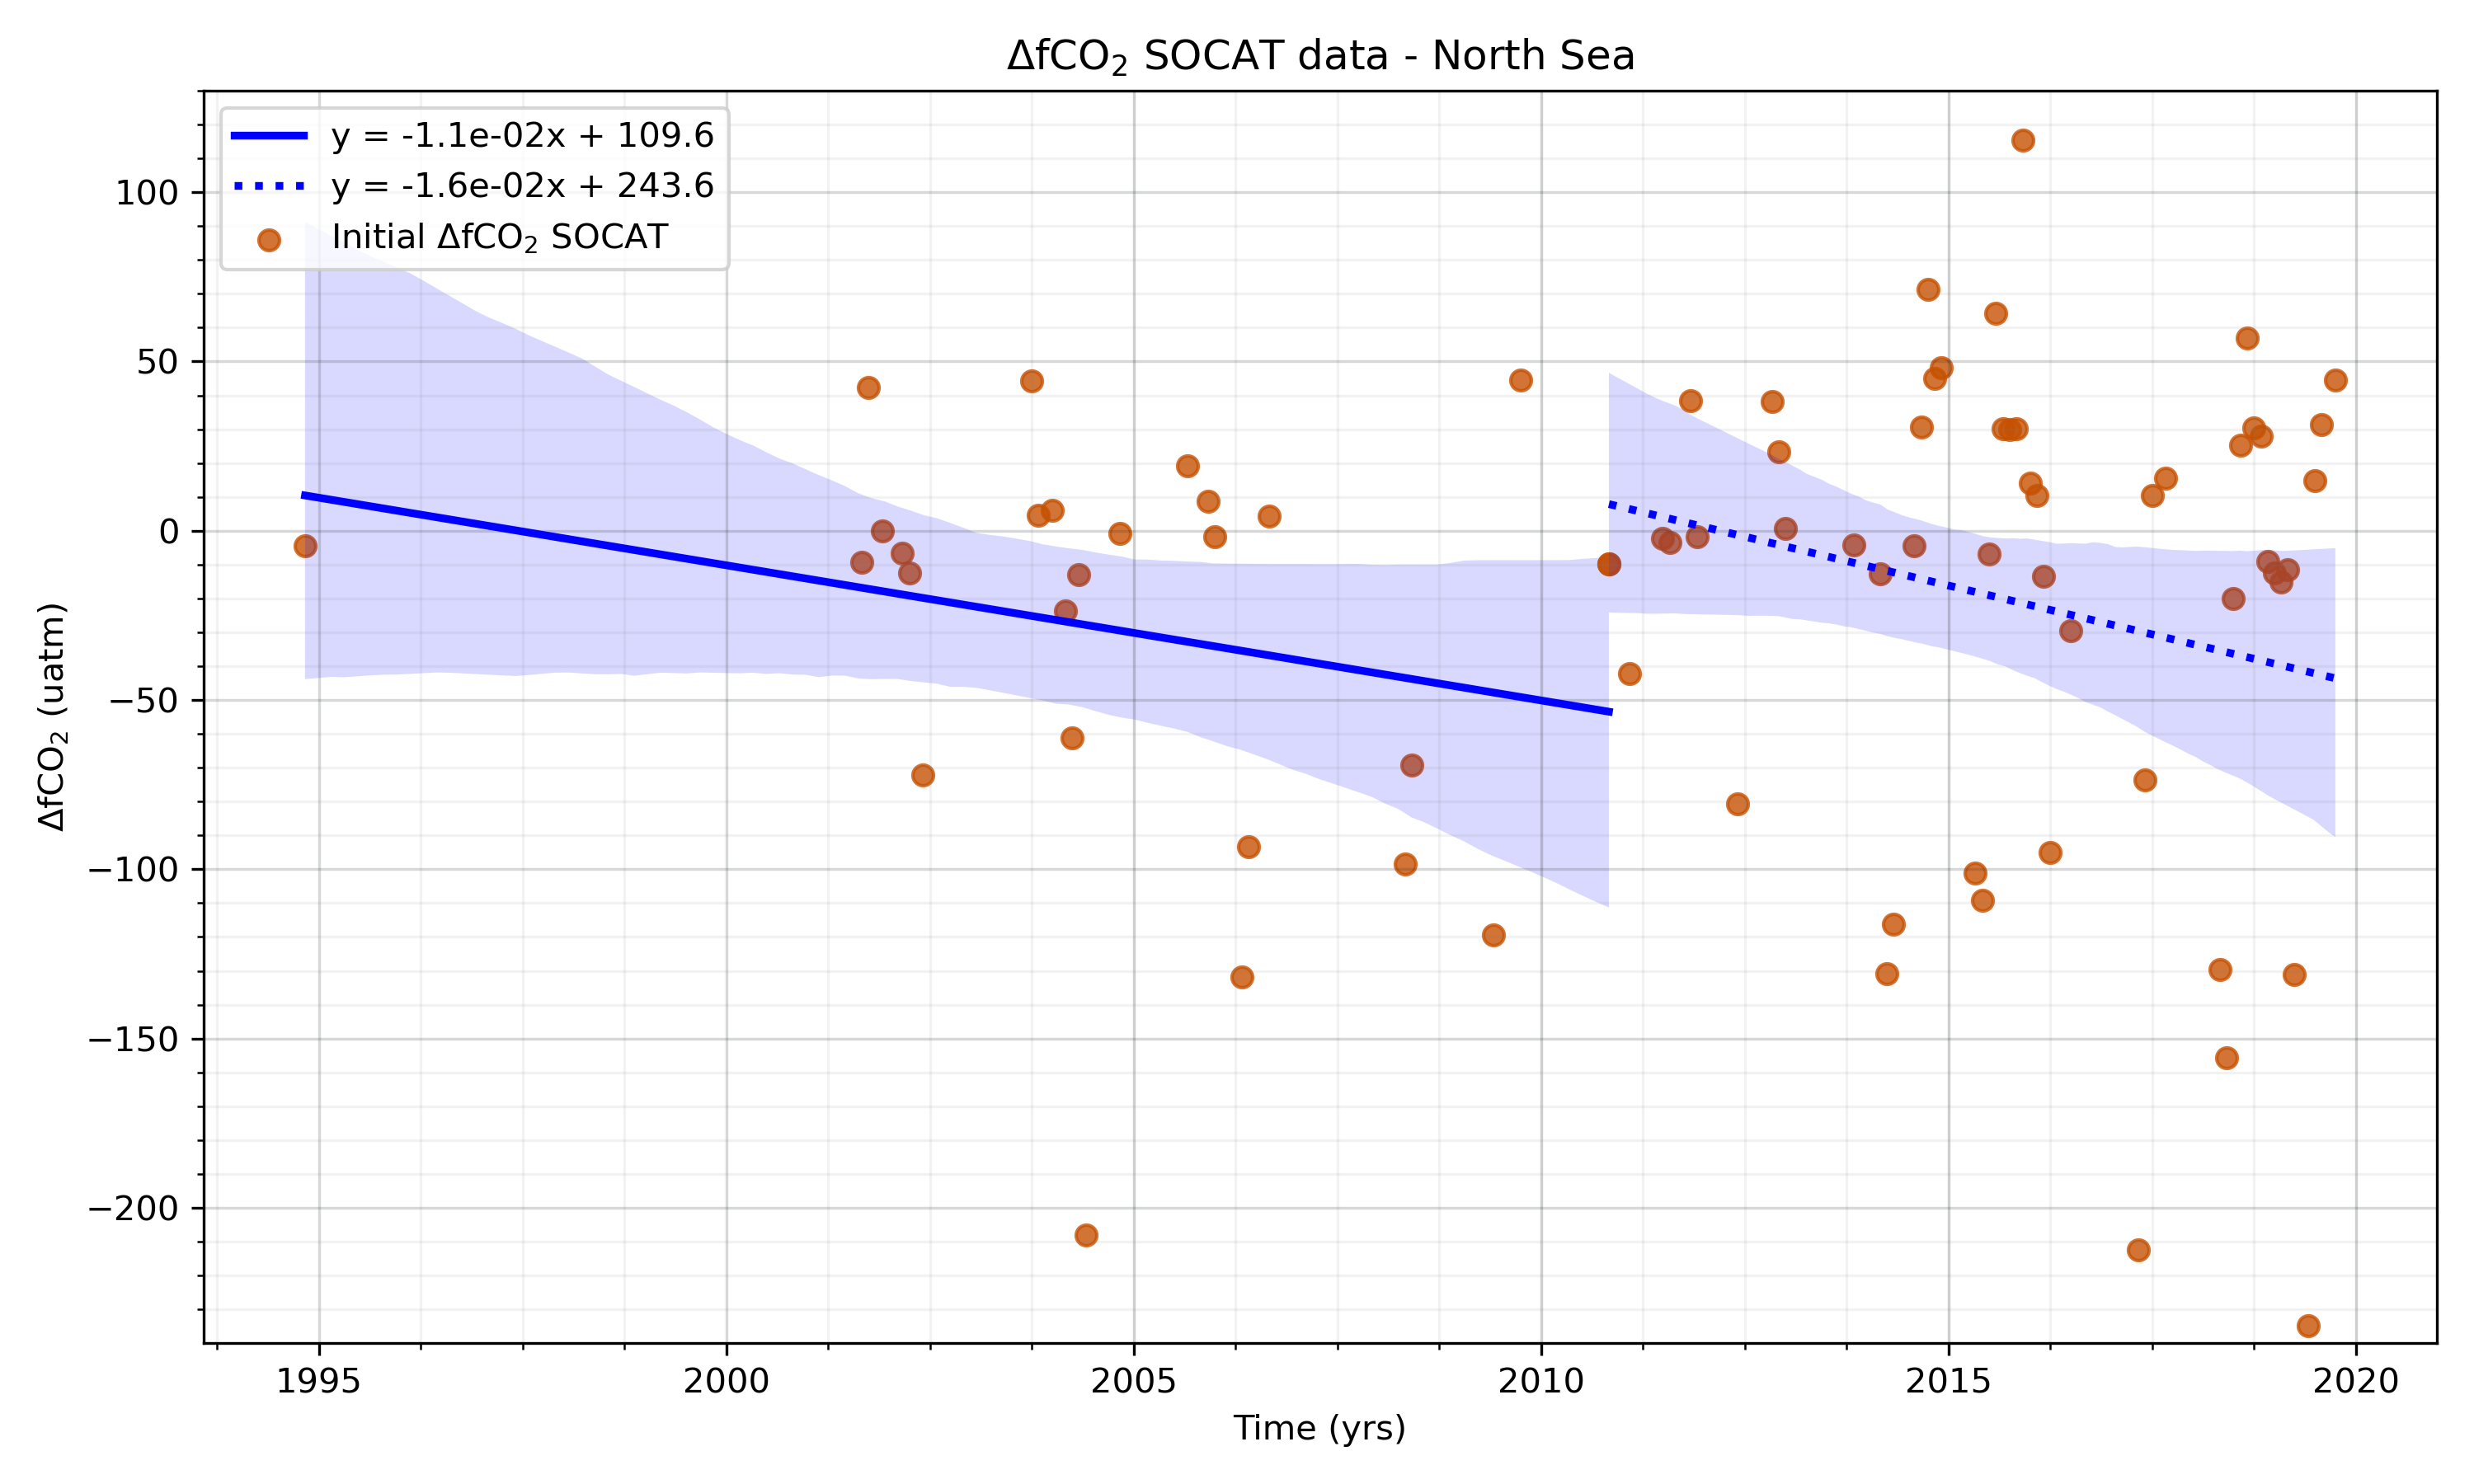 ΔfCO₂ SOCAT data - North Sea
y = -1.1e-02x + 109.6
y = -1.6e-02x + 243.6
Initial ΔfCO₂ SOCAT
100
50
0
−50
−100
−150
−200
ΔfCO₂ (uatm)
1995 2000 2005 2010 2015 2020
Time (yrs)